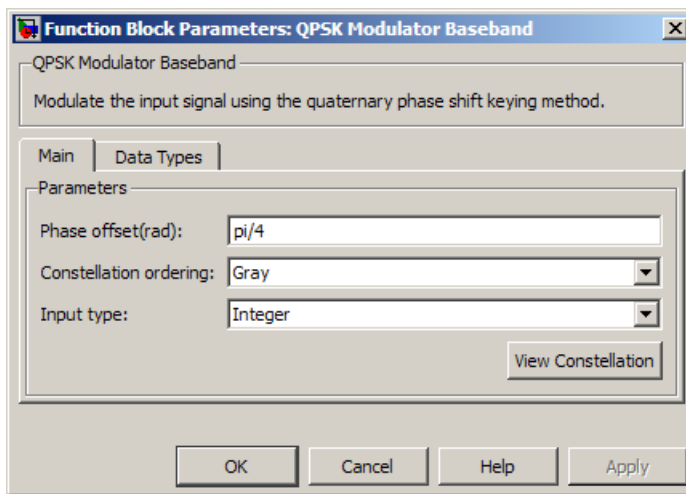 Function Block Parameters: QPSK Modulator Baseband
QPSK Modulator Baseband
Modulate the input signal using the quaternary phase shift keying method.
Main Data Types
Parameters
Phase offset(rad): pi/4
Constellation ordering: Gray
Input type: Integer
View Constellation
OK Cancel Help Apply